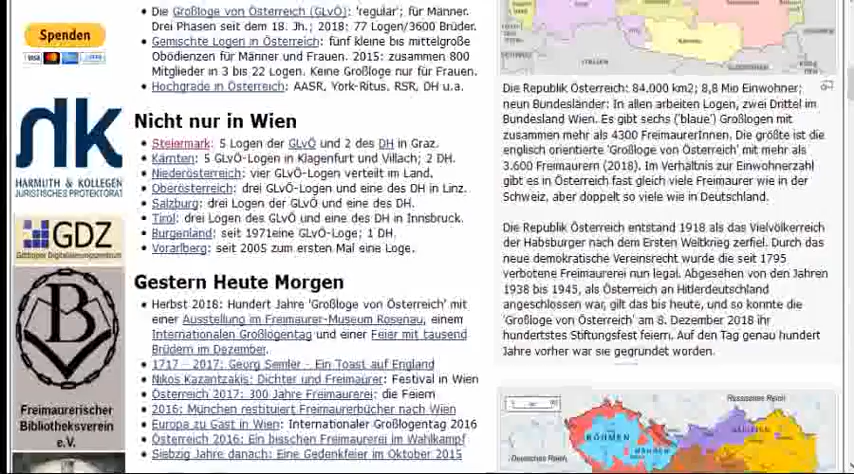 Spenden
nk
HARMUTH & KOLLEGEN
JURISTISCHES PROTEKTORAT
GDZ
Göttinger Digitalisierungszentrum
B
Freimaurerischer
Bibliotheksverein
e.V.
• Die Großloge von Österreich (GLvÖ): 'regulär'; für Männer.
Drei Phasen seit dem 18. Jh.; 2018: 77 Logen/3600 Brüder.
• Gemischte Logen in Österreich: fünf kleine bis mittelgroße
Obödienzen für Männer und Frauen. 2015: zusammen 800
Mitglieder in 3 bis 22 Logen. Keine Großloge nur für Frauen.
• Hochgrade in Österreich: AASR, York-Ritus, RSR, DH u.a.
Nicht nur in Wien
• Steiermark: 5 Logen der GLvÖ und 2 des DH in Graz.
• Kärnten: 5 GLvÖ-Logen in Klagenfurt und Villach; 2 DH.
• Niederösterreich: vier GLvÖ-Logen verteilt im Land.
• Oberösterreich: drei GLvÖ-Logen und eine des DH in Linz.
• Salzburg: drei Logen der GLvÖ und eine des DH.
• Tirol: drei Logen des GLvÖ und eine des DH in Innsbruck.
• Burgenland: seit 1971eine GLvÖ-Loge; 1 DH.
• Vorarlberg: seit 2005 zum ersten Mal eine Loge.
Gestern Heute Morgen
• Herbst 2018: Hundert Jahre 'Großloge von Österreich' mit
einer Ausstellung im Freimaurer-Museum Rosenau, einem
Internationalen Großlogentag und einer Feier mit tausend
Brüdern im Dezember.
• 1717 - 2017: Georg Semler - Ein Toast auf England
• Nikos Kazantzakis: Dichter und Freimaurer: Festival in Wien
• Österreich 2017: 300 Jahre Freimaurerei: die Feiern
• 2016: München restituiert Freimaurerbücher nach Wien
• Europa zu Gast in Wien: Internationaler Großlogentag 2016
• Österreich 2016: Ein bisschen Freimaurerei im Wahlkampf
• Siebzig Jahre danach: Eine Gedenkfeier im Oktober 2015
Die Republik Österreich: 84.000 km2; 8,8 Mio Einwohner;
neun Bundesländer: In allen arbeiten Logen, zwei Drittel im
Bundesland Wien. Es gibt sechs ('blaue') Großlogen mit
zusammen mehr als 4300 FreimaurerInnen. Die größte ist die
englisch orientierte 'Großloge von Österreich' mit mehr als
3.600 Freimaurern (2018). Im Verhältnis zur Einwohnerzahl
gibt es in Österreich fast gleich viele Freimaurer wie in der
Schweiz, aber doppelt so viele wie in Deutschland.
Die Republik Österreich entstand 1918 als das Vielvölkerreich
der Habsburger nach dem Ersten Weltkrieg zerfiel. Durch das
neue demokratische Vereinsrecht wurde die seit 1795
verbotene Freimaurerei nun legal. Abgesehen von den Jahren
1938 bis 1945, als Österreich an Hitlerdeutschland
angeschlossen war, gilt das bis heute, und so konnte die
'Großloge von Österreich' am 8. Dezember 2018 ihr
hundertstes Stiftungsfest feiern. Auf den Tag genau hundert
Jahre vorher war sie gegründet worden.
Russisches Reich
BÖHMEN
MÄHREN
Deutsches Reich